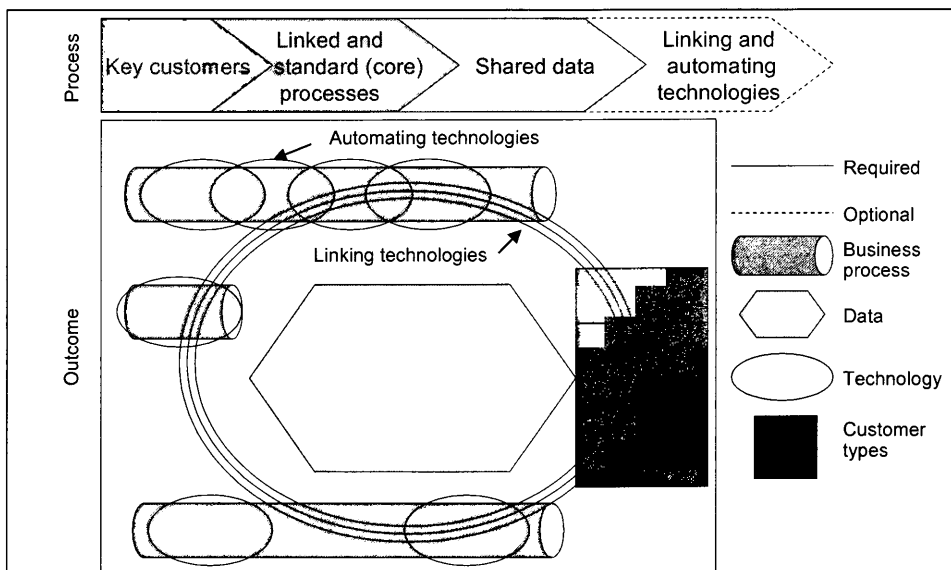 Process
Key customers
Linked and
standard (core)
processes
Shared data
Linking and
automating
technologies
Outcome
Automating technologies
Linking technologies
Required
Optional
Business
process
Data
Technology
Customer
types